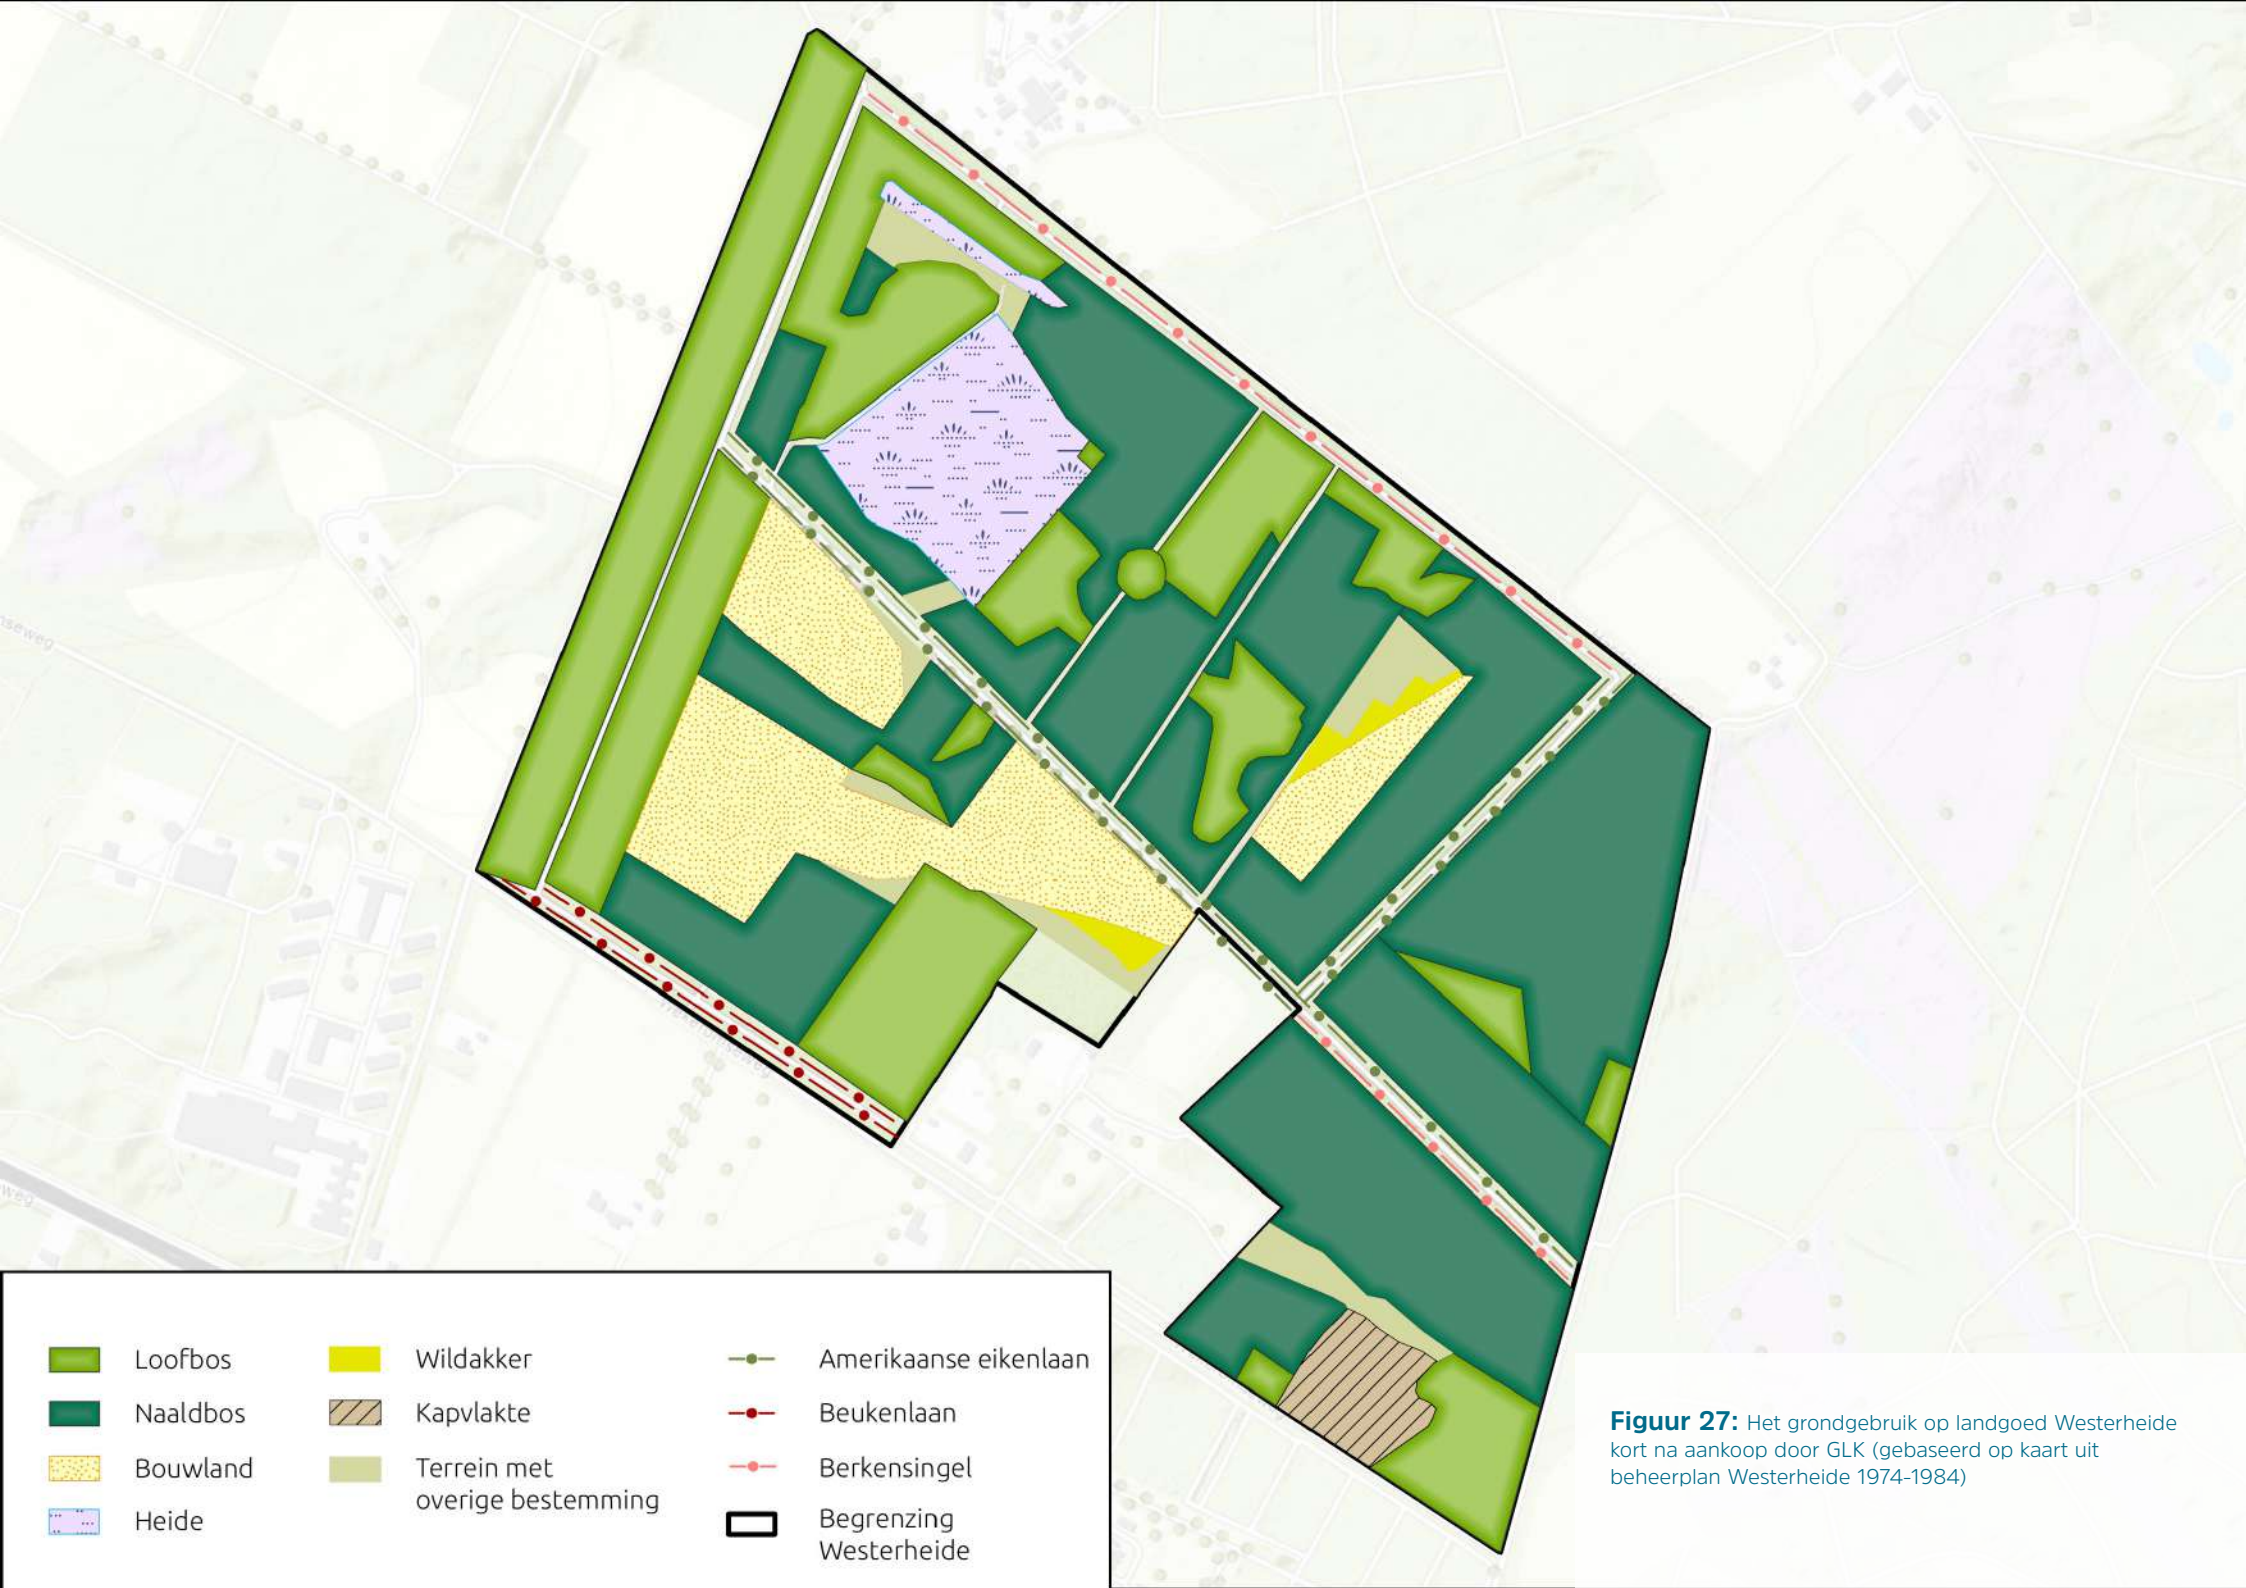 Loofbos
Naaldbos
Bouwland
Heide
Wildakker
Kapvlakte
Terrein met
overige bestemming
Amerikaanse eikenlaan
Beukenlaan
Berkensingel
Begrenzing
Westerheide
Figuur 27: Het grondgebruik op landgoed Westerheide
kort na aankoop door GLK (gebaseerd op kaart uit
beheerplan Westerheide 1974-1984)